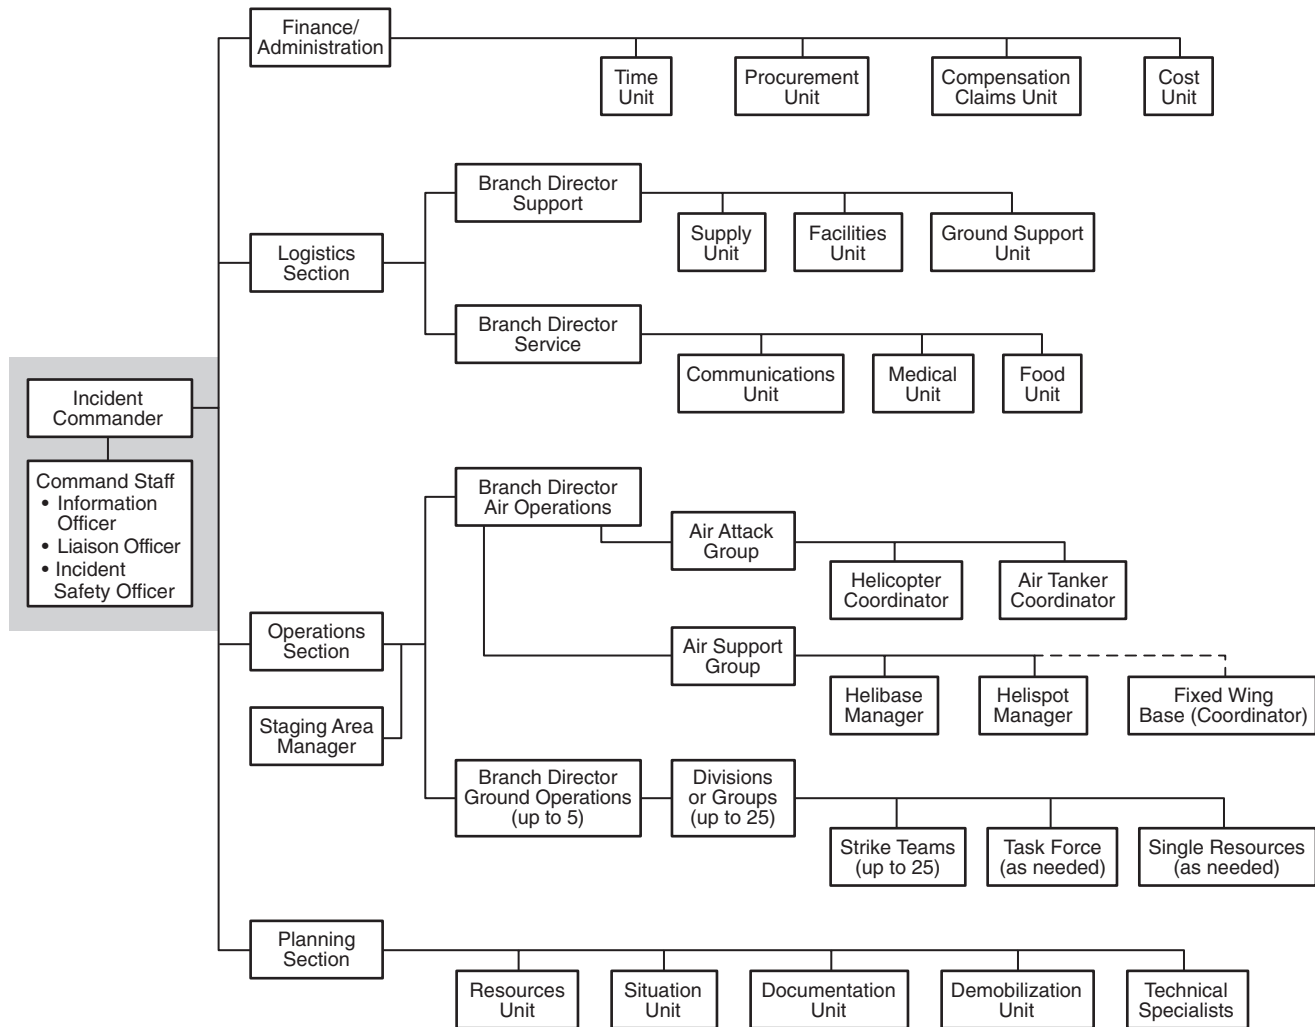 Finance/
Administration
Time
Unit
Procurement
Unit
Compensation
Claims Unit
Cost
Unit
Branch Director
Support
Supply
Unit
Facilities
Unit
Ground Support
Unit
Logistics
Section
Branch Director
Service
Communications
Unit
Medical
Unit
Food
Unit
Incident
Commander
Command Staff
• Information
Officer
• Liaison Officer
• Incident
Safety Officer
Branch Director
Air Operations
Air Attack
Group
Helicopter
Coordinator
Air Tanker
Coordinator
Operations
Section
Air Support
Group
Helibase
Manager
Helispot
Manager
Fixed Wing
Base (Coordinator)
Staging Area
Manager
Branch Director
Ground Operations
(up to 5)
Divisions
or Groups
(up to 25)
Strike Teams
(up to 25)
Task Force
(as needed)
Single Resources
(as needed)
Planning
Section
Resources
Unit
Situation
Unit
Documentation
Unit
Demobilization
Unit
Technical
Specialists